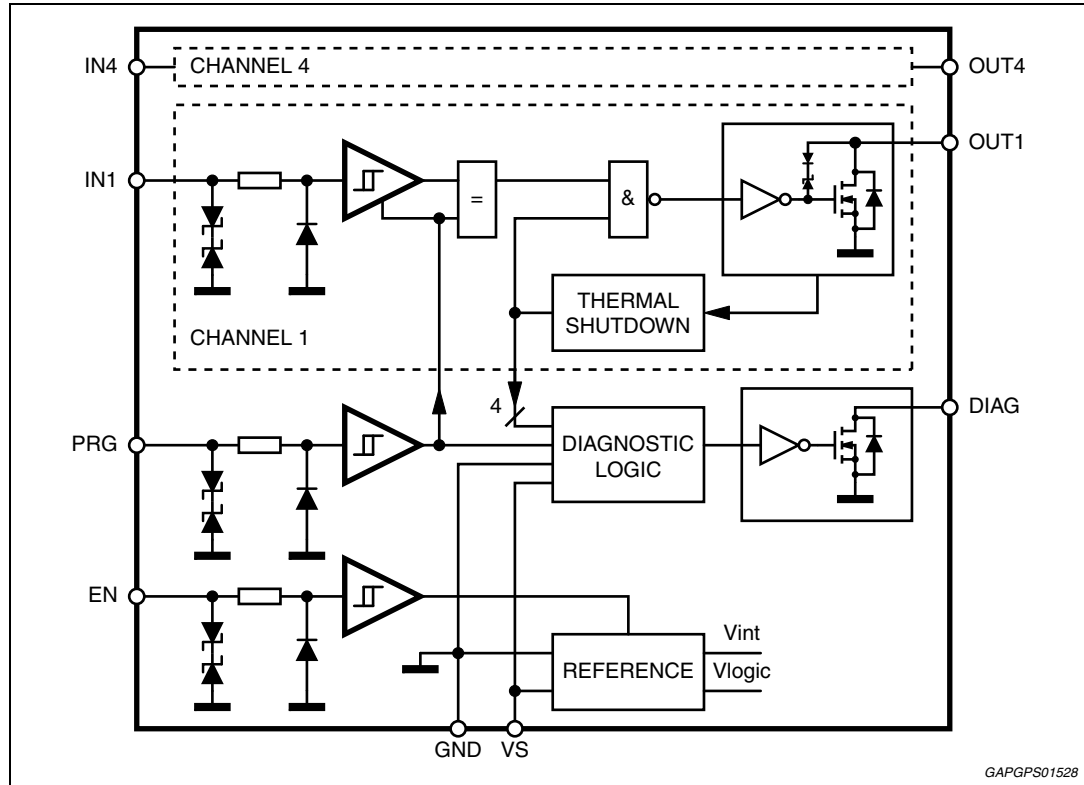 IN4
CHANNEL 4
OUT4
OUT1
IN1
=
&
THERMAL
SHUTDOWN
CHANNEL 1
4
DIAG
PRG
DIAGNOSTIC
LOGIC
EN
Vint
REFERENCE
Vlogic
GND
VS
GAPGPS01528